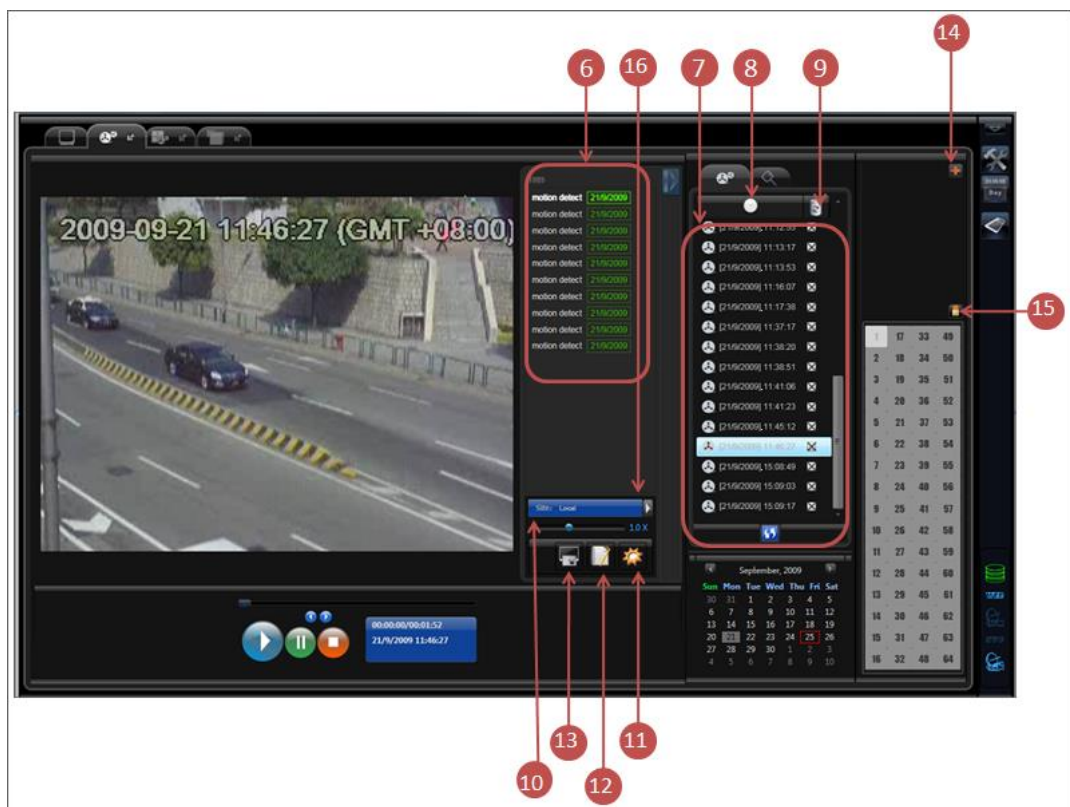 14
6
16
7
8
9
2009-09-21 11:46:27 (GMT +08:00)
motion detect 21/9/2009
motion detect 21/9/2009
motion detect 21/9/2009
motion detect 21/9/2009
motion detect 21/9/2009
motion detect 21/9/2009
motion detect 21/9/2009
motion detect 21/9/2009
motion detect 21/9/2009
motion detect 21/9/2009
[21/9/2009] 11:12:55
[21/9/2009] 11:13:17
[21/9/2009] 11:13:53
[21/9/2009] 11:16:07
[21/9/2009] 11:17:38
[21/9/2009] 11:37:17
[21/9/2009] 11:38:20
[21/9/2009] 11:38:51
[21/9/2009] 11:41:06
[21/9/2009] 11:41:23
[21/9/2009] 11:45:12
[21/9/2009] 11:46:27
[21/9/2009] 15:08:49
[21/9/2009] 15:09:03
[21/9/2009] 15:09:17
Day
15
1 17 33 49
2 18 34 50
3 19 35 51
4 20 36 52
5 21 37 53
6 22 38 54
7 23 39 55
8 24 40 56
9 25 41 57
10 26 42 58
11 27 43 59
12 28 44 60
13 29 45 61
14 30 46 62
15 31 47 63
16 32 48 64
Site: Local
1.0 X
September, 2009
Sun Mon Tue Wed Thu Fri Sat
30 31 1 2 3 4 5
6 7 8 9 10 11 12
13 14 15 16 17 18 19
20 21 22 23 24 25 26
27 28 29 30 1 2 3
4 5 6 7 8 9 10
00:00:00/00:01:52
21/9/2009 11:46:27
13
11
10
12